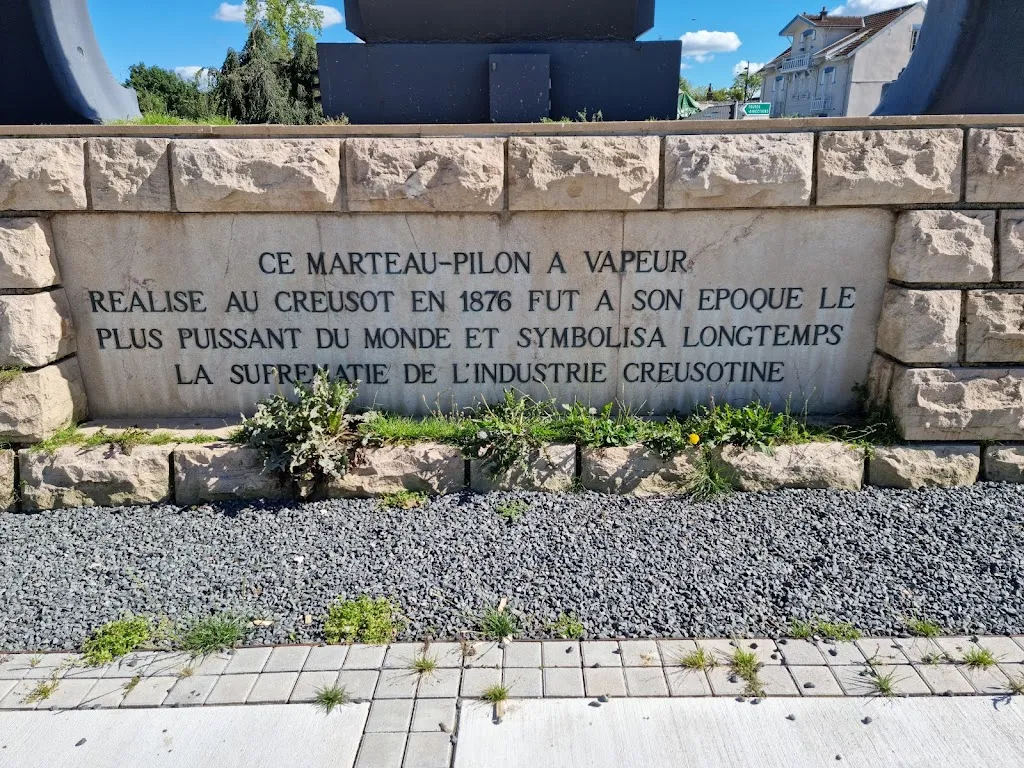 CE MARTEAU-PILON A VAPEUR
REALISE AU CREUSOT EN 1876 FUT A SON EPOQUE LE
PLUS PUISSANT DU MONDE ET SYMBOLISA LONGTEMPS
LA SUPREMATIE DE L'INDUSTRIE CREUSOTINE